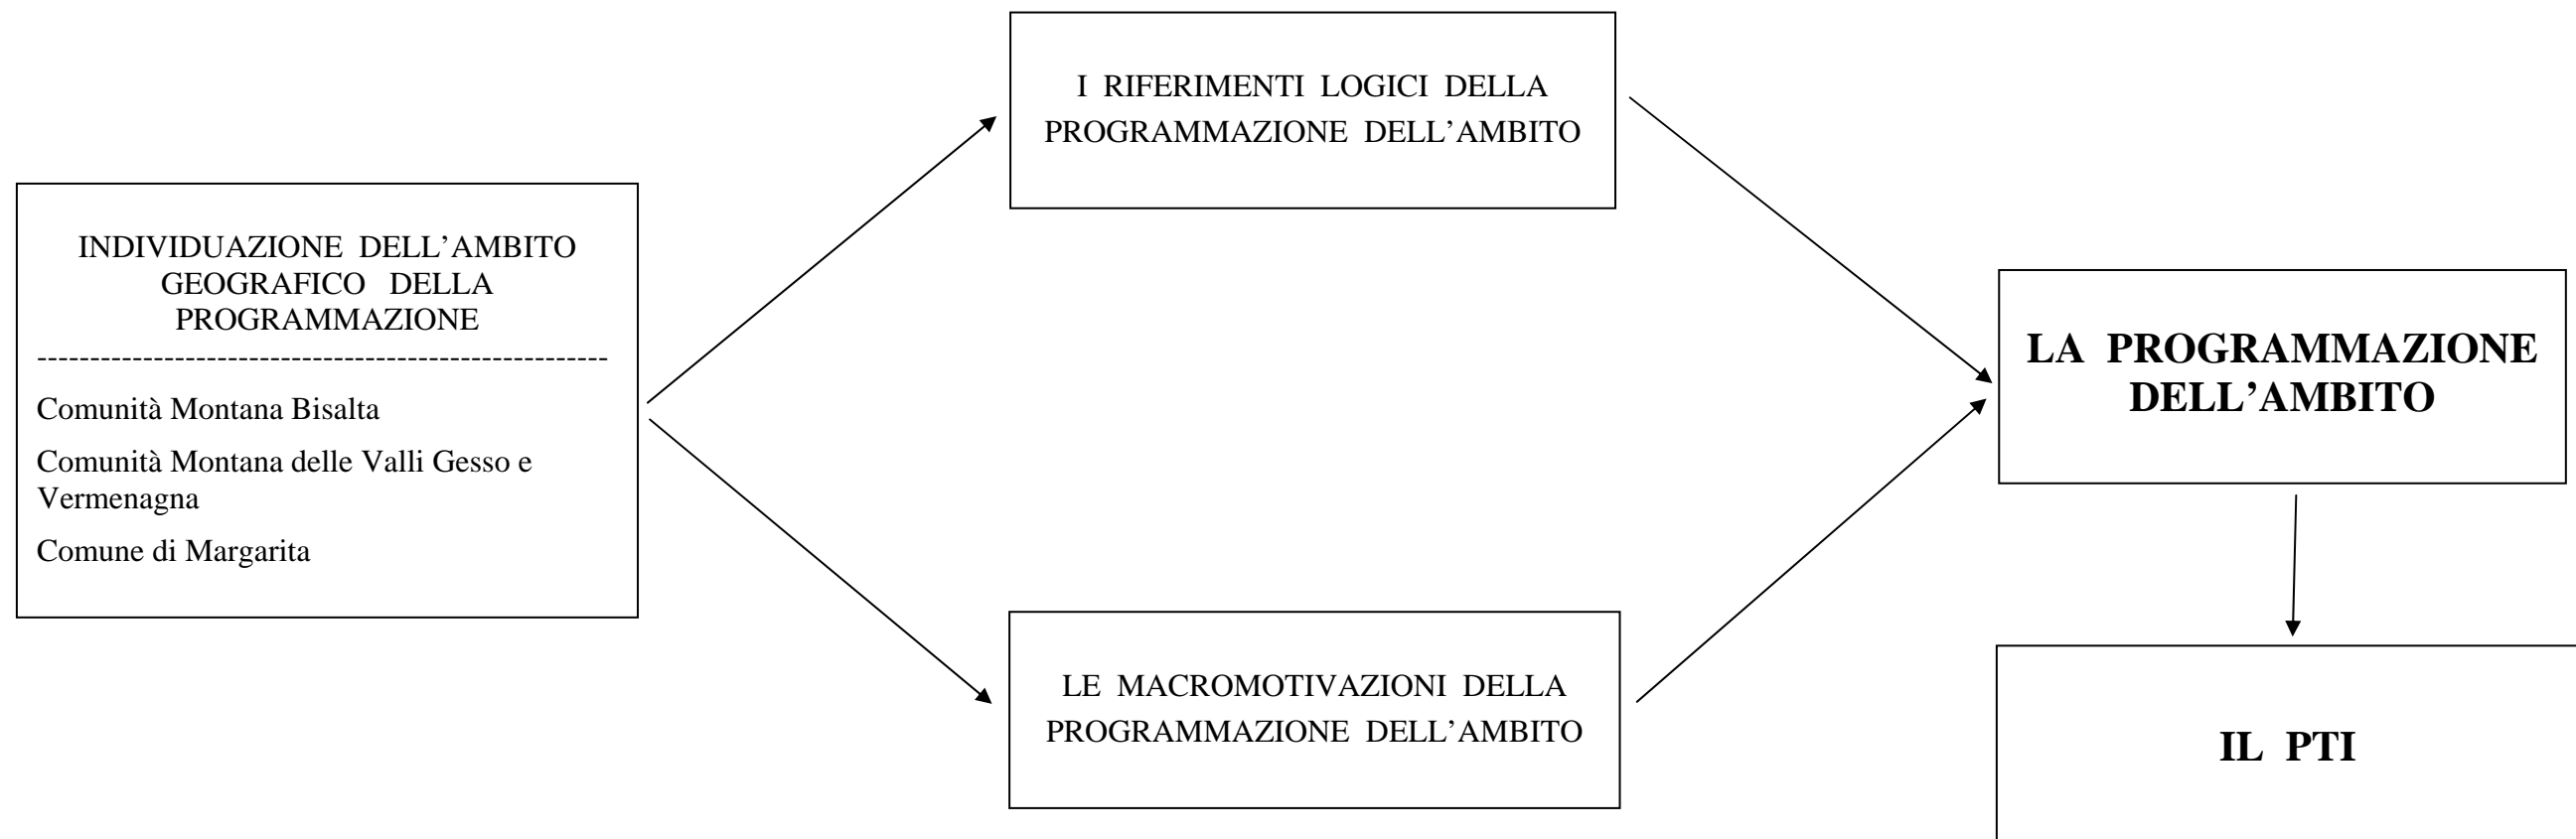 INDIVIDUAZIONE DELL’AMBITO
GEOGRAFICO DELLA
PROGRAMMAZIONE
------------------------------------------------------
Comunità Montana Bisalta
Comunità Montana delle Valli Gesso e
Vermenagna
Comune di Margarita
I RIFERIMENTI LOGICI DELLA
PROGRAMMAZIONE DELL’AMBITO
LE MACROMOTIVAZIONI DELLA
PROGRAMMAZIONE DELL’AMBITO
LA PROGRAMMAZIONE
DELL’AMBITO
IL PTI